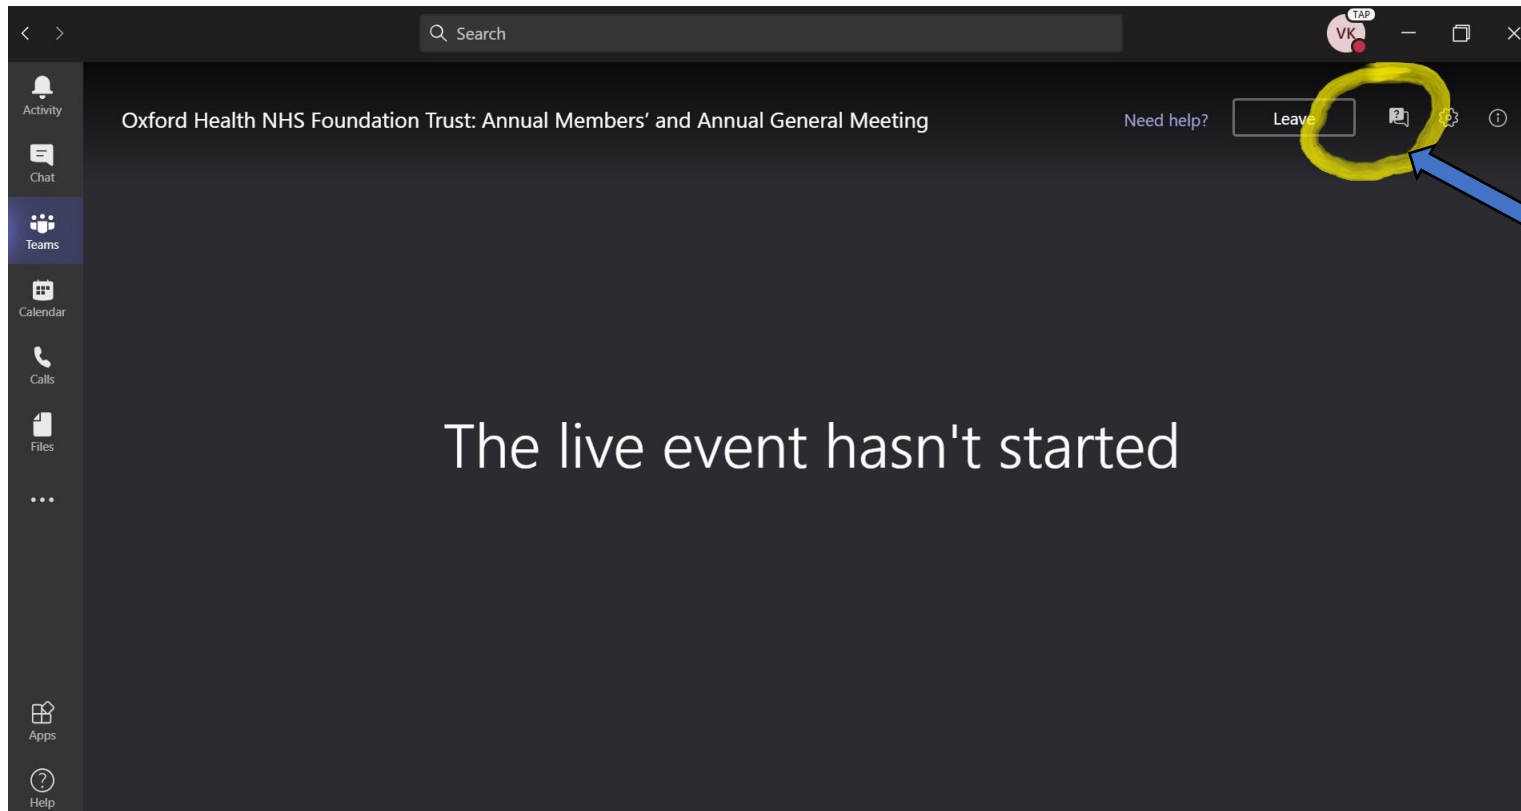 Search
TAP
VK
Activity
Oxford Health NHS Foundation Trust: Annual Members’ and Annual General Meeting
Need help?
Leave
Chat
Teams
Calendar
Calls
Files
The live event hasn't started
Apps
Help